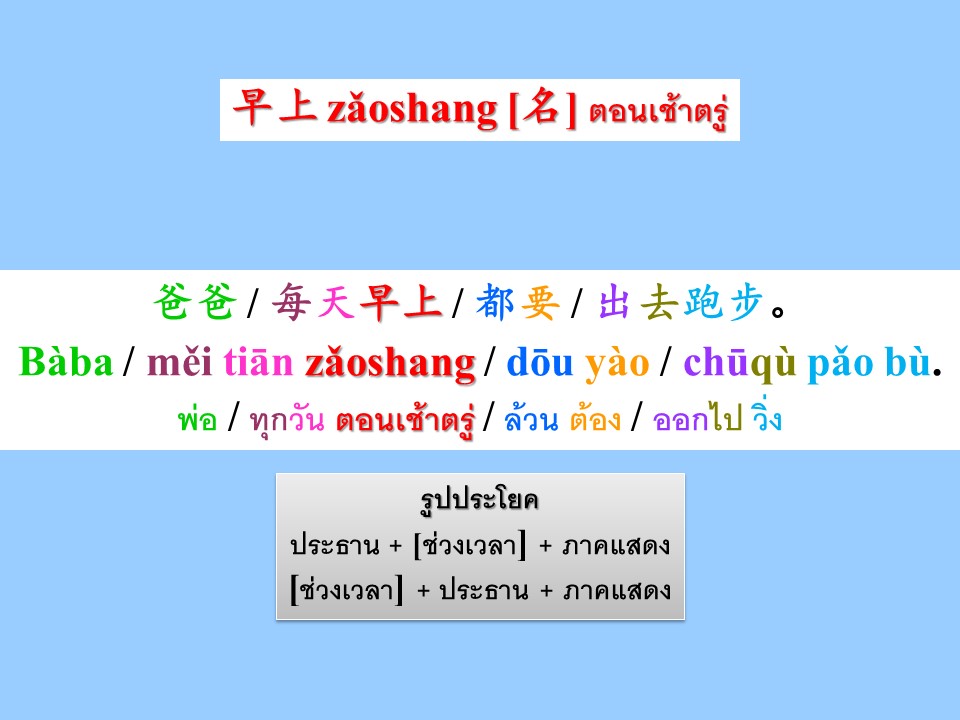 早上 zǎoshang [名] ตอนเช้าตรู่
爸爸 / 每天早上 / 都要 / 出去跑步。
Bàba / měi tiān zǎoshang / dōu yào / chūqù pǎo bù.
พ่อ / ทุกวัน ตอนเช้าตรู่ / ล้วน ต้อง / ออกไป วิ่ง
รูปประโยค
ประธาน + [ช่วงเวลา] + ภาคแสดง
[ช่วงเวลา] + ประธาน + ภาคแสดง